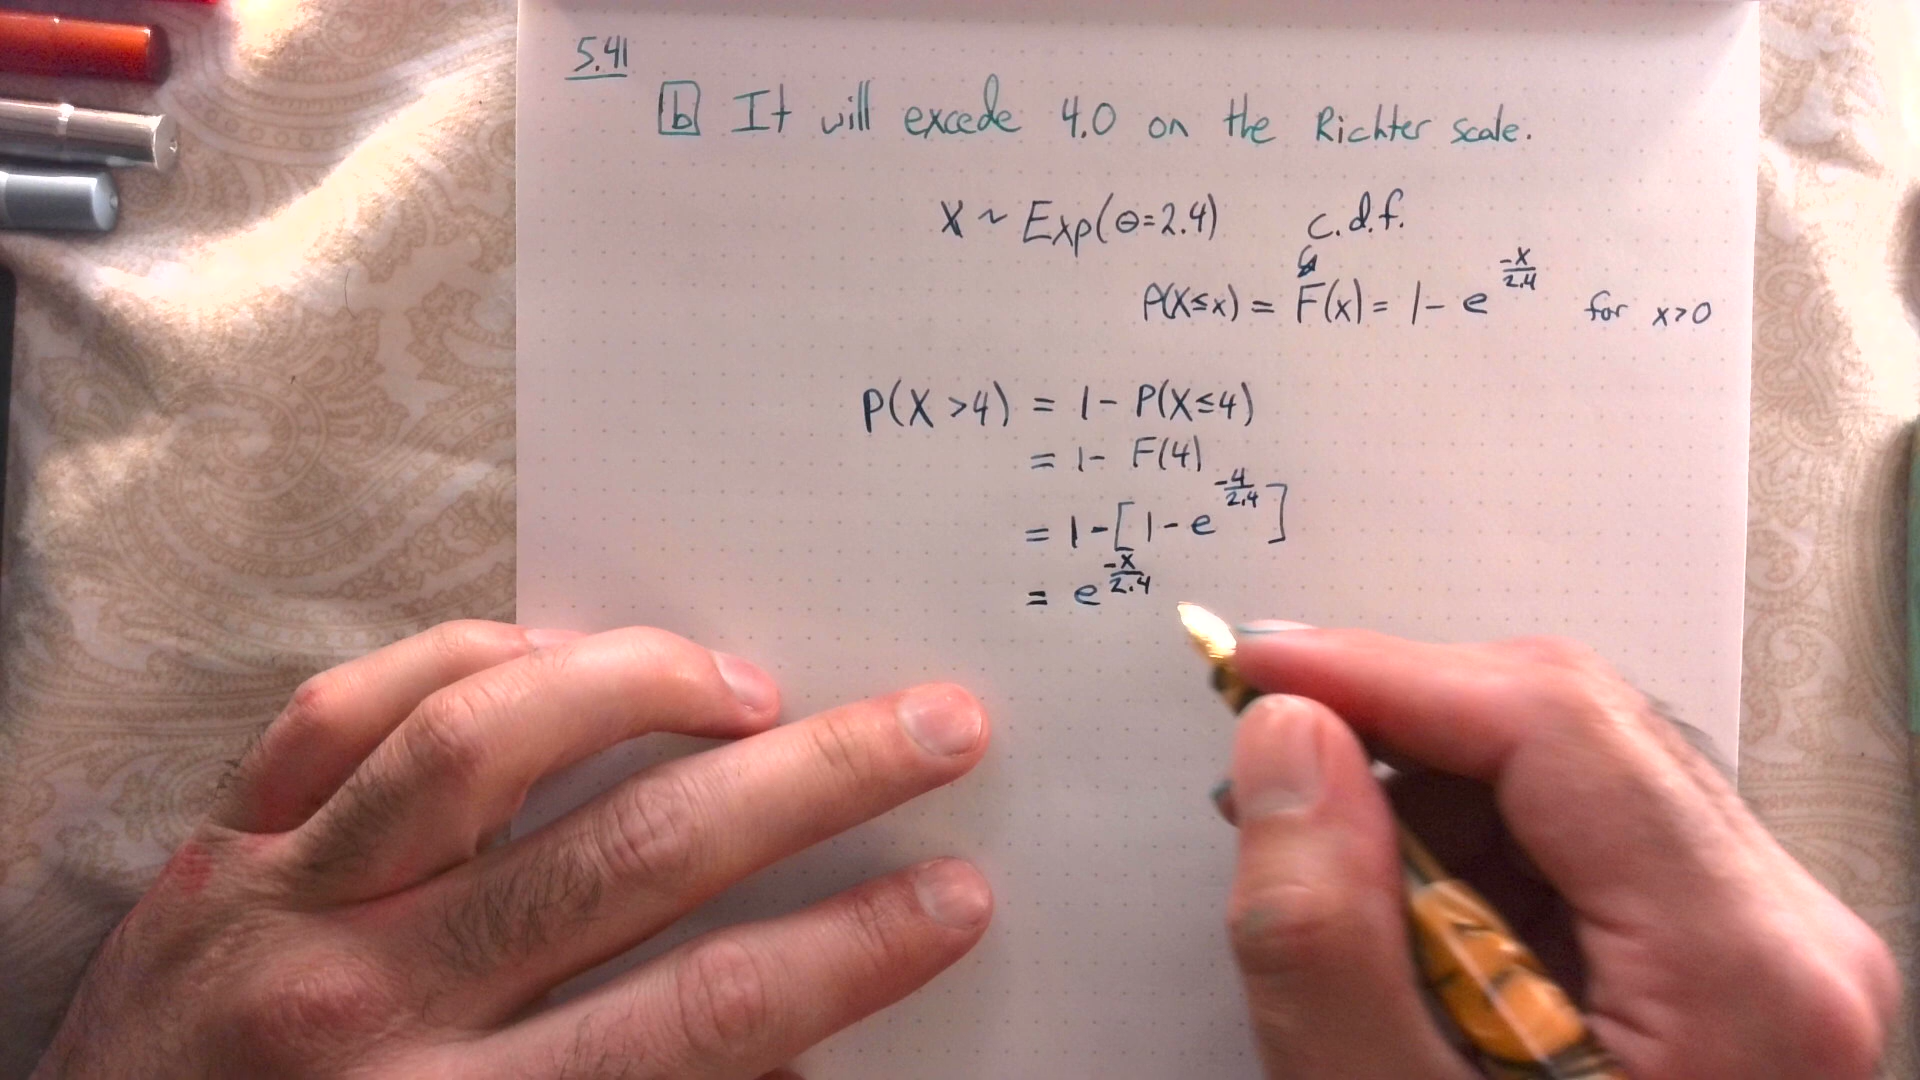 5.41
b It will excede 4.0 on the Richter scale.
X ~ Exp(θ=2.4) c.d.f.
P(X≤x) = F(x) = 1 - e^(-x/2.4) for x>0
P(X >4) = 1 - P(X≤4)
= 1 - F(4)
= 1 - [1 - e^(-4/2.4)]
= e^(-x/2.4)